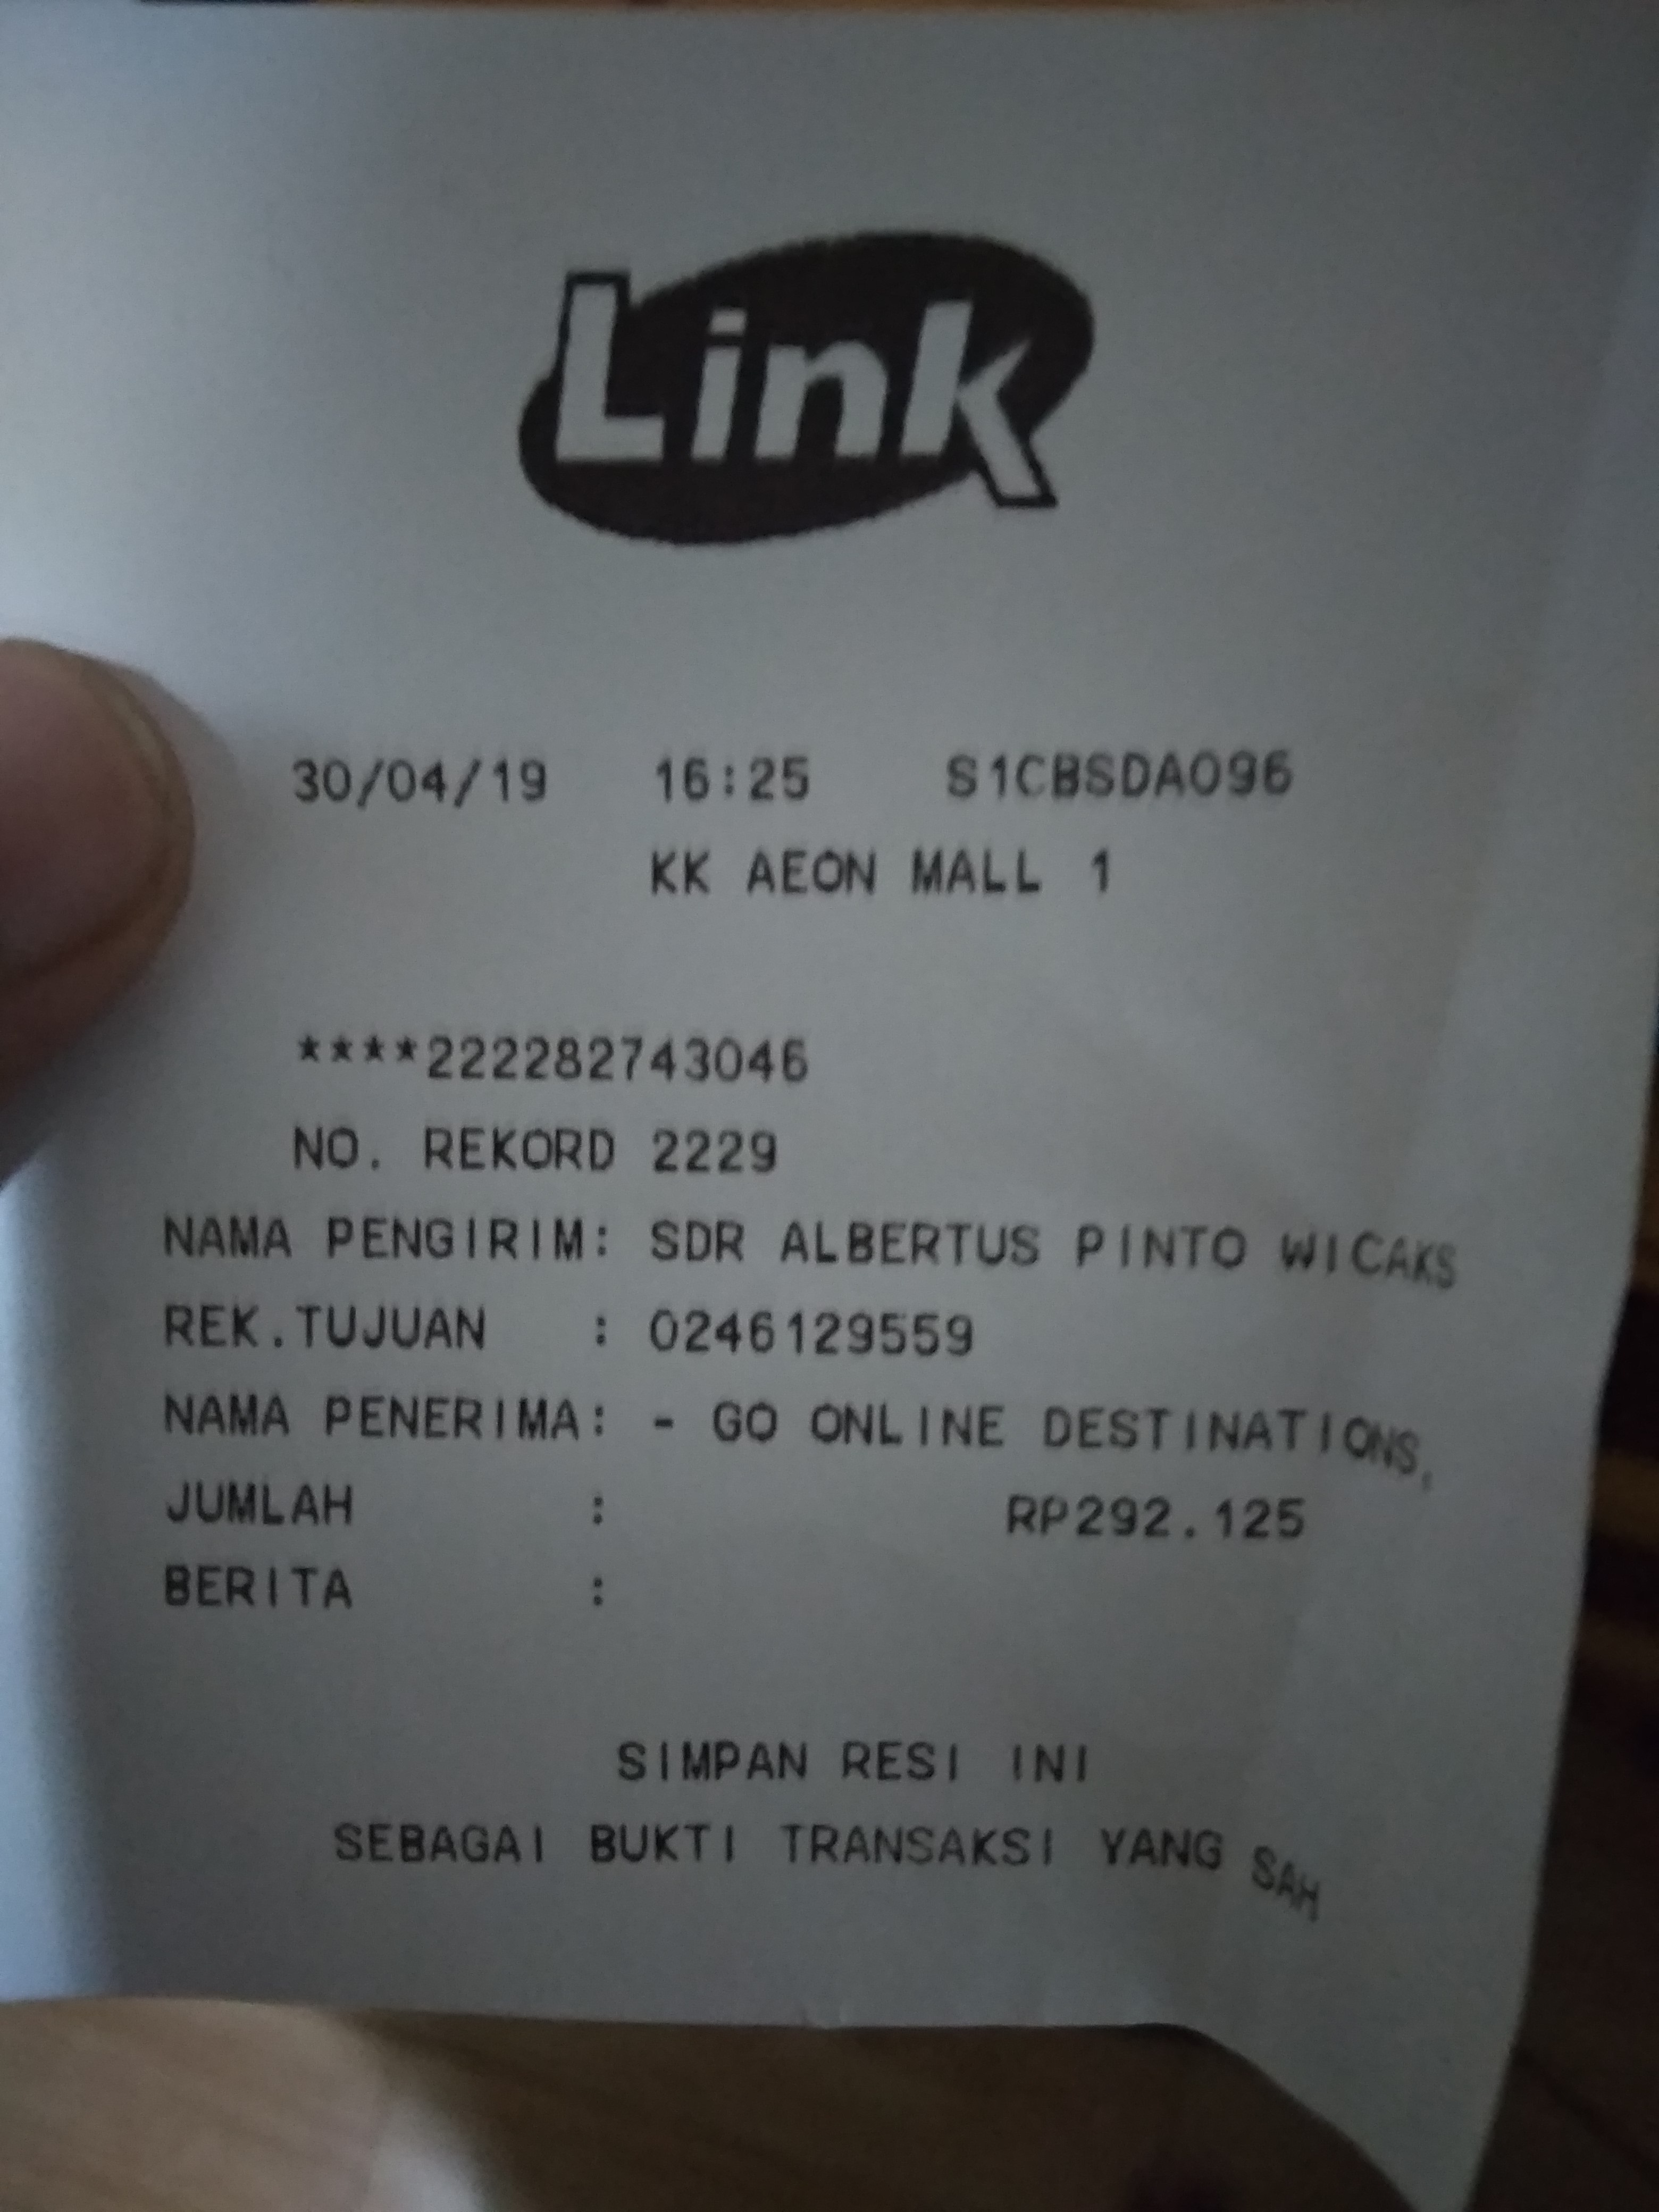 Link
30/04/19 16:25 S1CBSDA096
KK AEON MALL 1
****222282743046
NO. REKORD 2229
NAMA PENGIRIM: SDR ALBERTUS PINTO WICAKS
REK.TUJUAN : 0246129559
NAMA PENERIMA: - GO ONLINE DESTINATIONS,
JUMLAH : RP292.125
BERITA :
SIMPAN RESI INI
SEBAGAI BUKTI TRANSAKSI YANG SAH